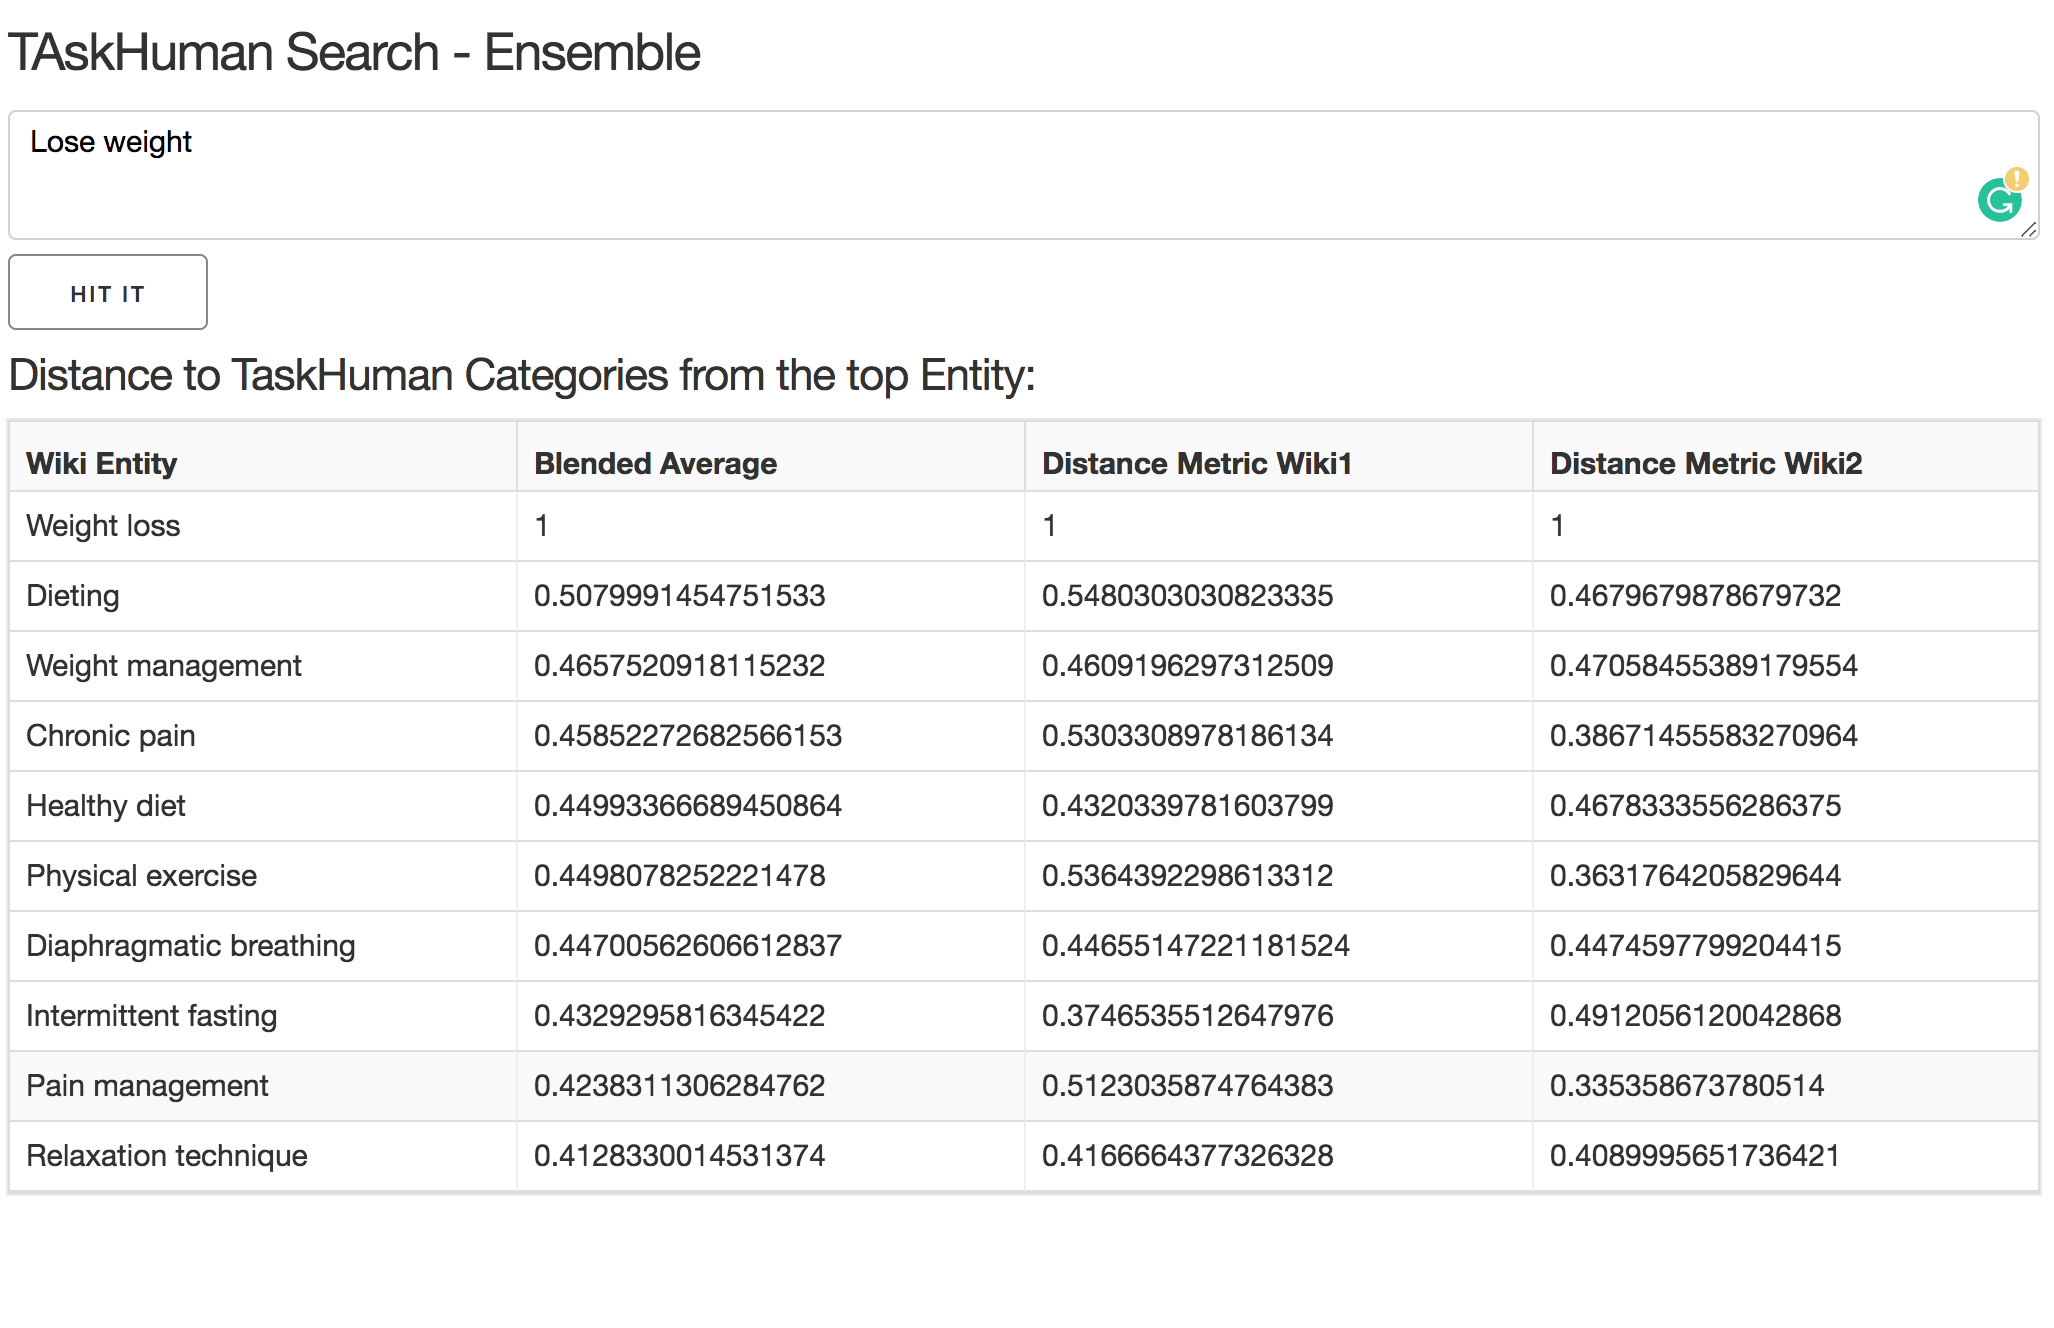 TAskHuman Search - Ensemble
Lose weight
HIT IT
Distance to TaskHuman Categories from the top Entity:
Wiki Entity Blended Average Distance Metric Wiki1 Distance Metric Wiki2
Weight loss 1 1 1
Dieting 0.5079991454751533 0.5480303030823335 0.4679679878679732
Weight management 0.4657520918115232 0.4609196297312509 0.47058455389179554
Chronic pain 0.45852272682566153 0.5303308978186134 0.38671455583270964
Healthy diet 0.44993366689450864 0.4320339781603799 0.4678333556286375
Physical exercise 0.4498078252221478 0.5364392298613312 0.3631764205829644
Diaphragmatic breathing 0.44700562606612837 0.44655147221181524 0.4474597799204415
Intermittent fasting 0.4329295816345422 0.3746535512647976 0.4912056120042868
Pain management 0.4238311306284762 0.5123035874764383 0.335358673780514
Relaxation technique 0.4128330014531374 0.4166664377326328 0.4089995651736421